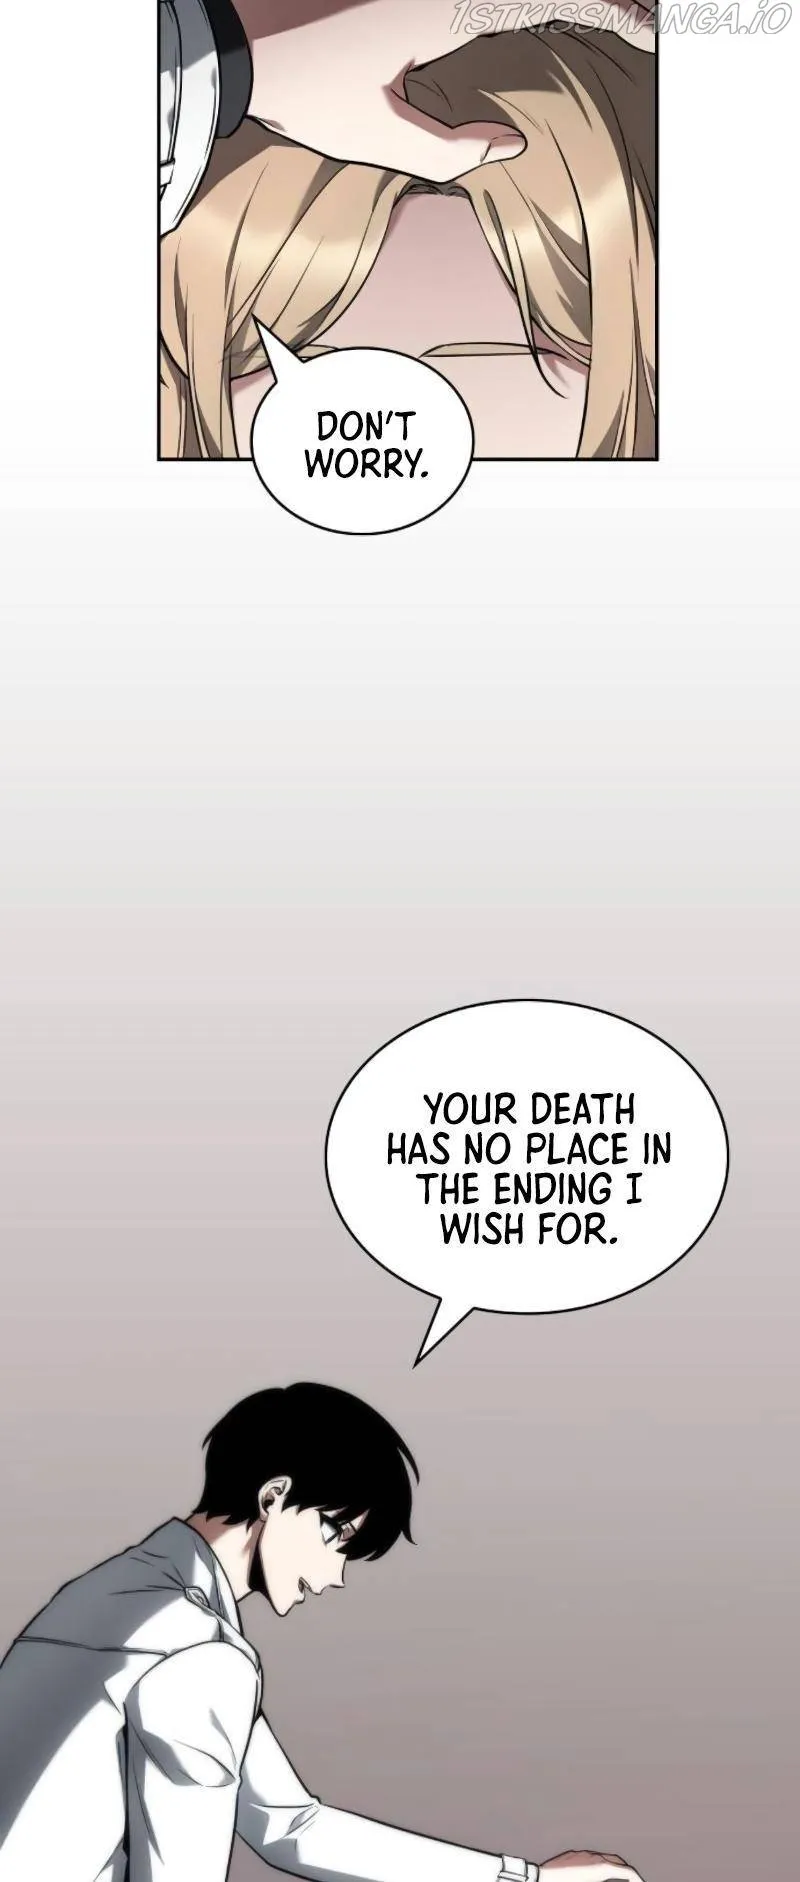 1STKISSMANGA.IO
DON'T
WORRY.
YOUR DEATH
HAS NO PLACE IN
THE ENDING I
WISH FOR.